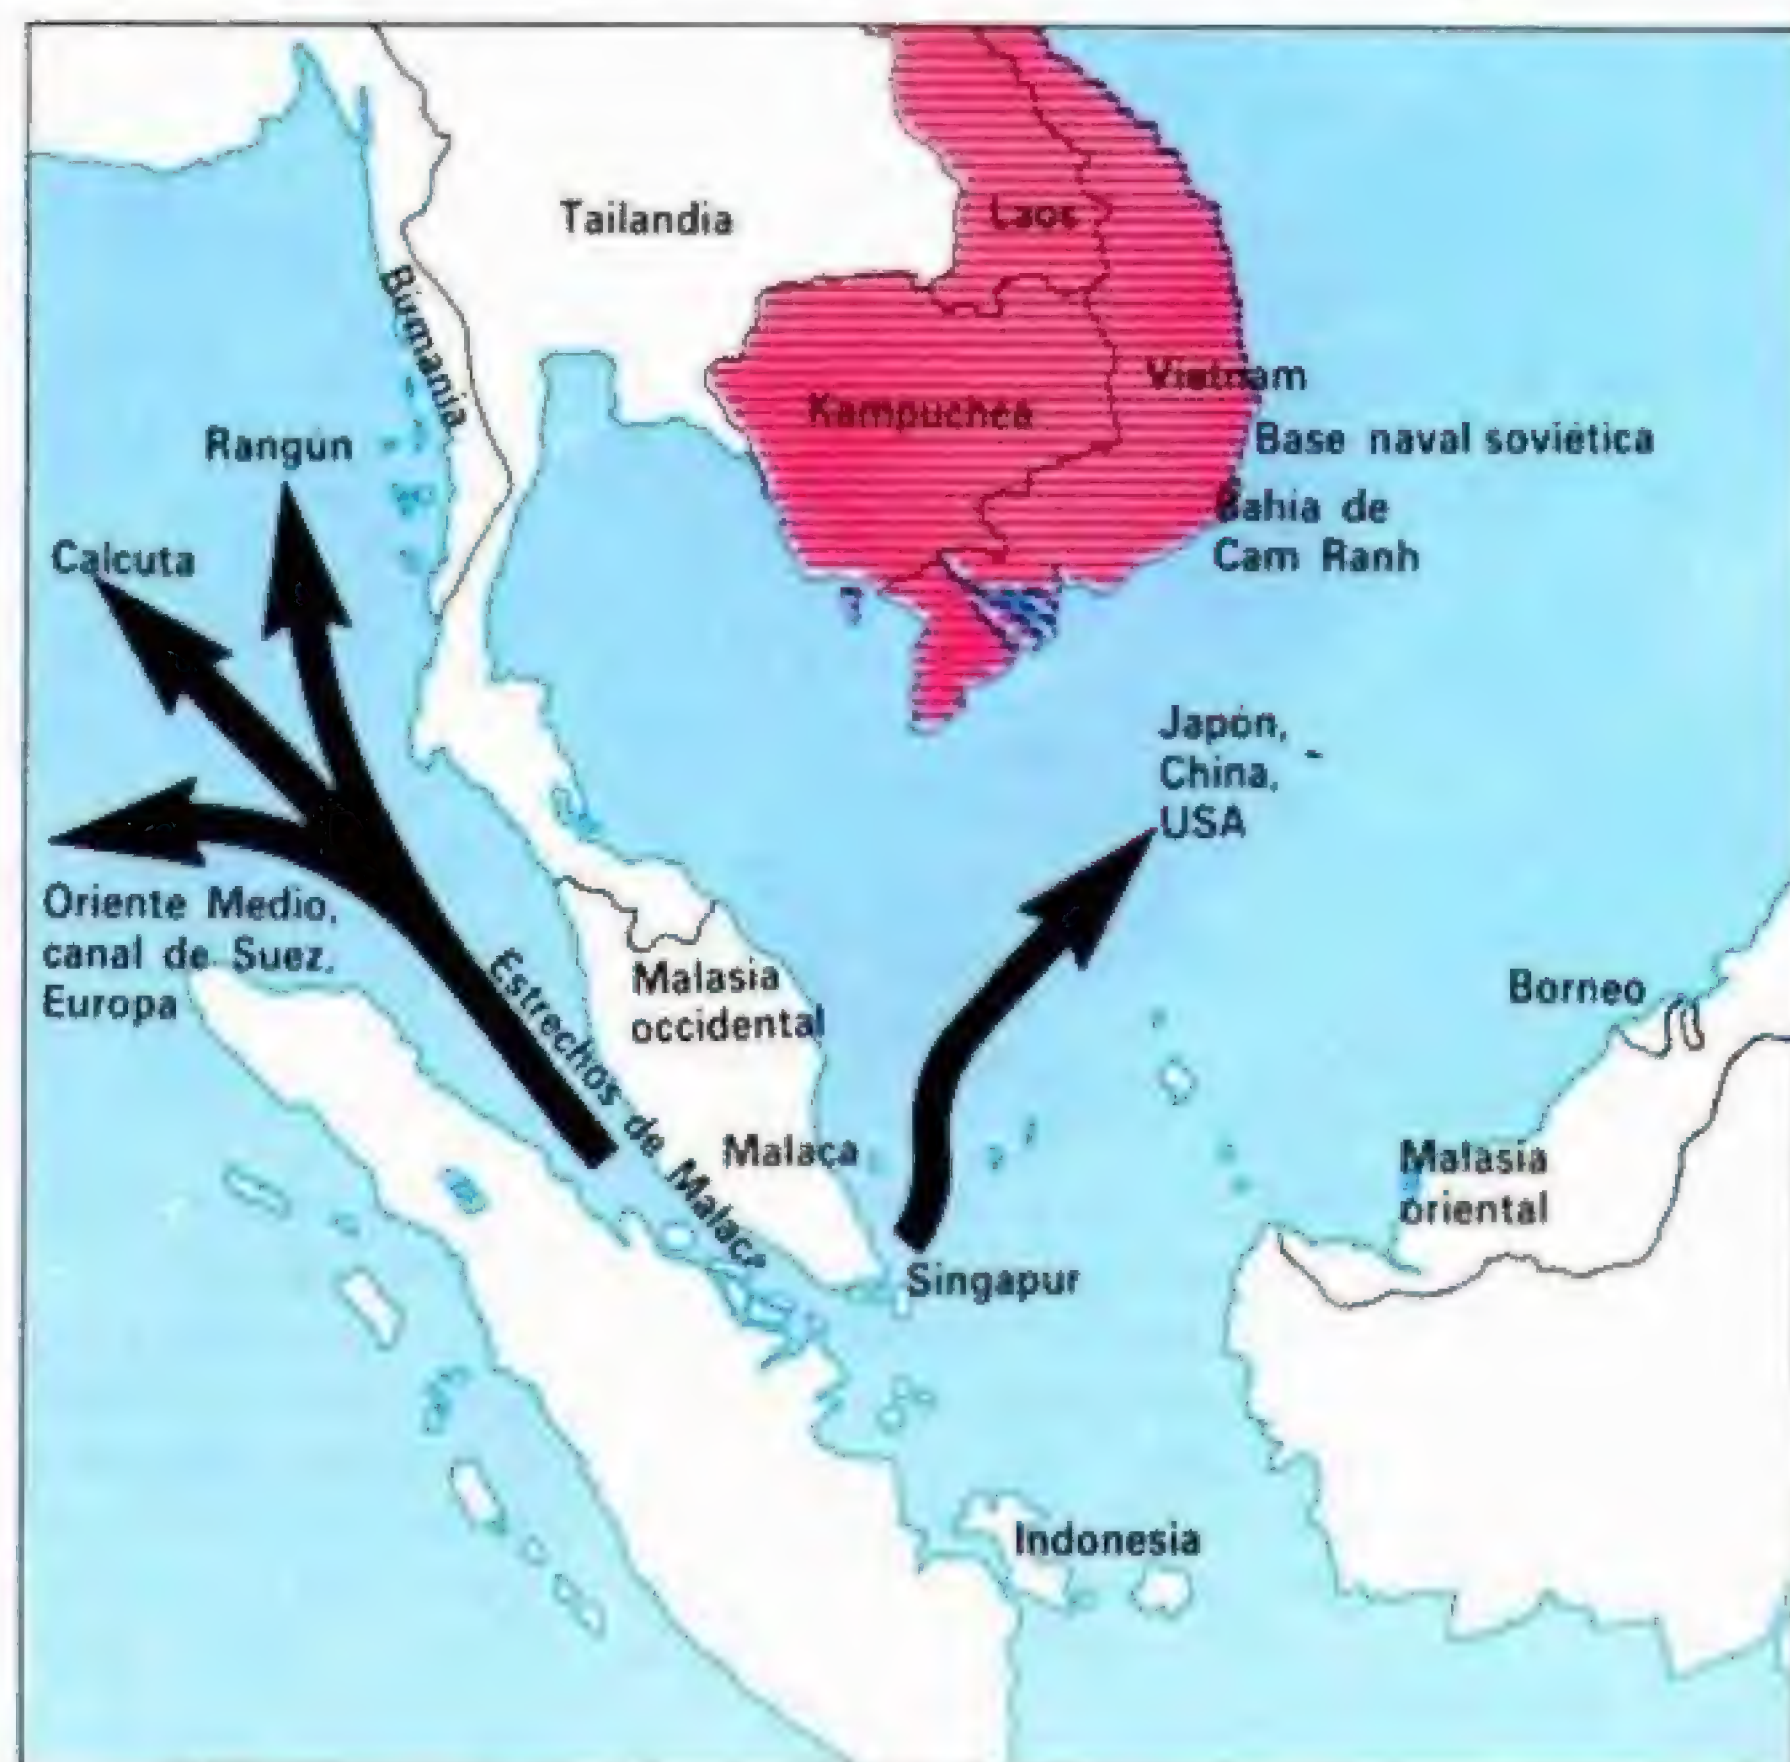 Tailandia
Laos
Birmania
Vietnam
Kampuchea
Rangún
Base naval soviética
Bahía de
Cam Ranh
Calcuta
Japón,
China,
USA
Oriente Medio,
canal de Suez,
Europa
Estrechos de Malaca
Malasia
occidental
Borneo
Malaca
Malasia
oriental
Singapur
Indonesia